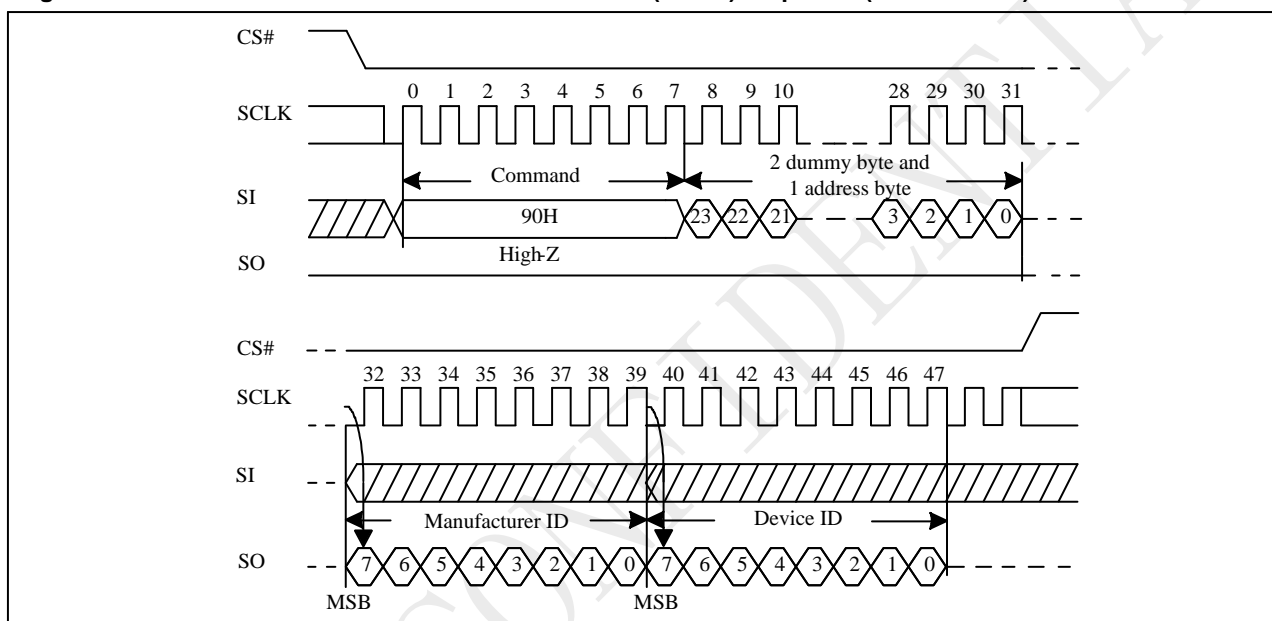 CS#
0 1 2 3 4 5 6 7 8 9 10 28 29 30 31
SCLK
Command
2 dummy byte and
1 address byte
SI
90H
23 22 21 3 2 1 0
High-Z
SO
CS#
32 33 34 35 36 37 38 39 40 41 42 43 44 45 46 47
SCLK
SI
Manufacturer ID
Device ID
SO
7 6 5 4 3 2 1 0 7 6 5 4 3 2 1 0
MSB MSB